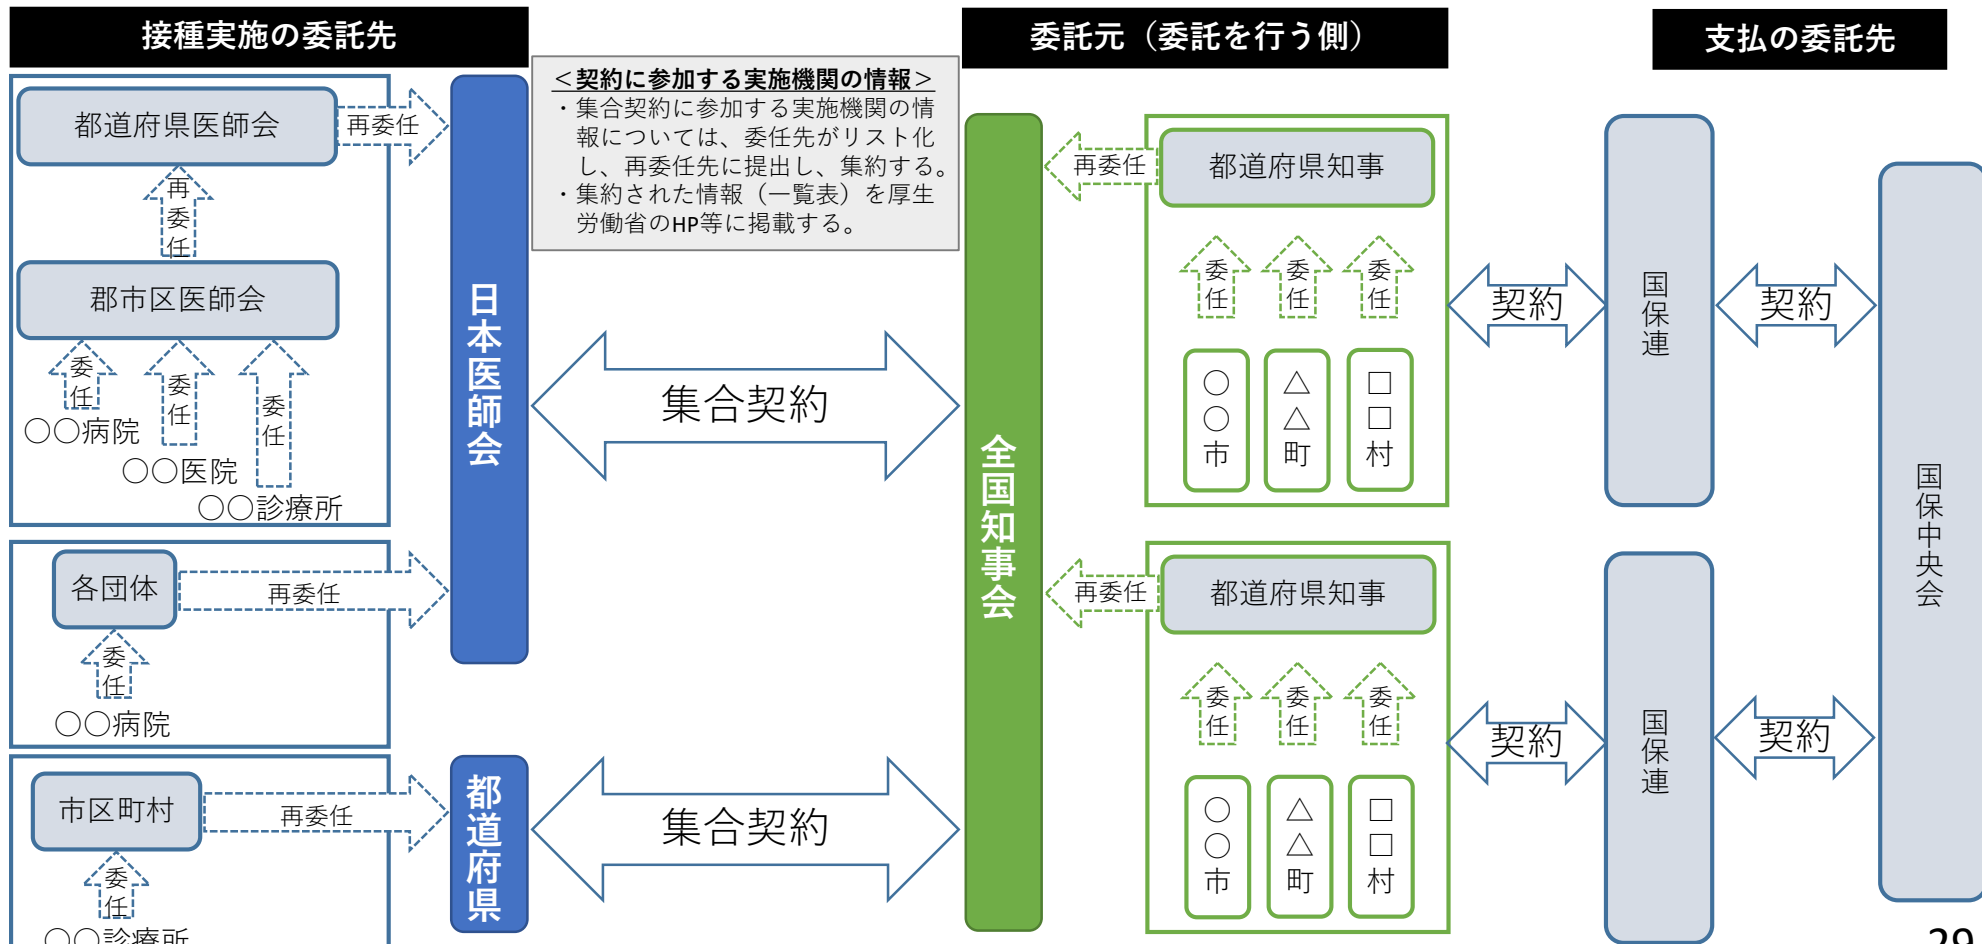 接種実施の委託先
委託元（委託を行う側）
支払の委託先
都道府県医師会
再委任
再委任
郡市区医師会
委任
委任
委任
○○病院
○○医院
○○診療所
各団体
再委任
委任
○○病院
市区町村
再委任
委任
○○診療所
日本医師会
都道府県
＜契約に参加する実施機関の情報＞
・集合契約に参加する実施機関の情
報については、委任先がリスト化
し、再委任先に提出し、集約する。
・集約された情報（一覧表）を厚生
労働省のHP等に掲載する。
集合契約
集合契約
全国知事会
再委任
都道府県知事
委任
委任
委任
○○市
△△町
□□村
再委任
都道府県知事
委任
委任
委任
○○市
△△町
□□村
契約
契約
国保連
国保連
契約
契約
国保中央会
29